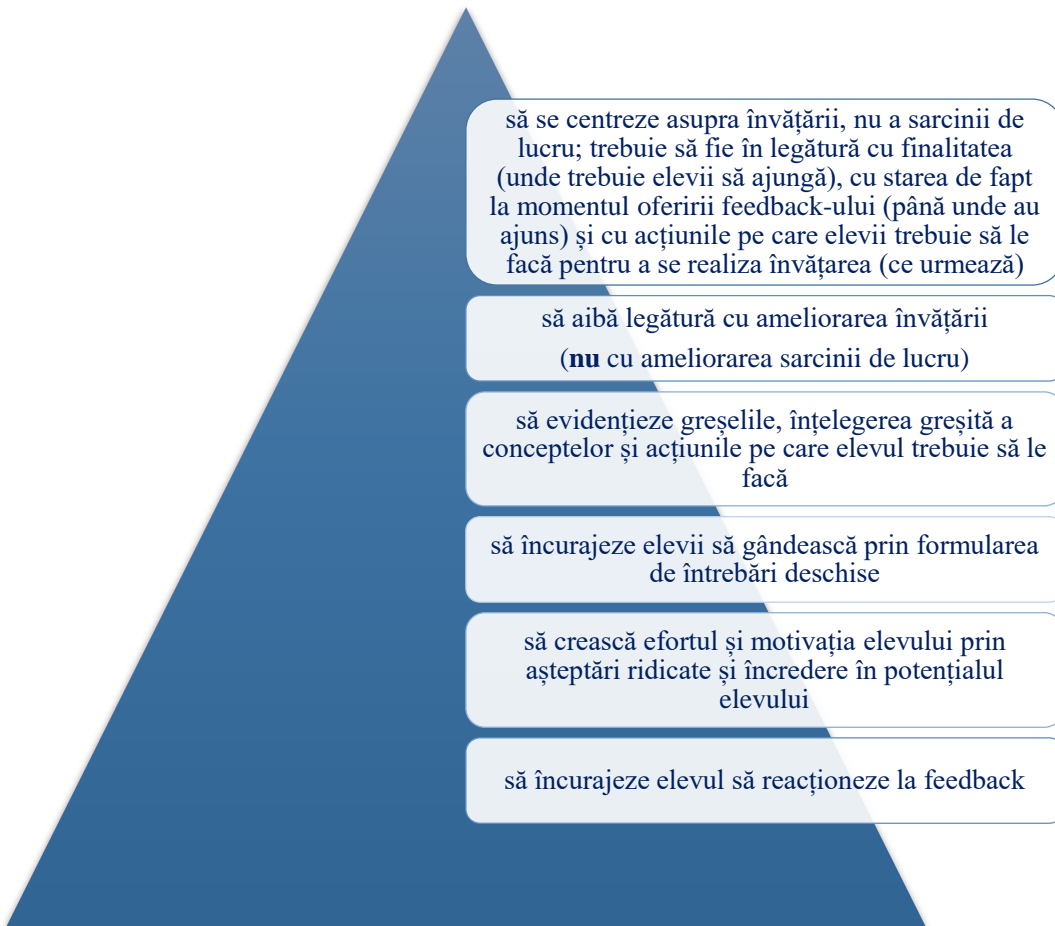 să se centreze asupra învățării, nu a sarcinii de
lucru; trebuie să fie în legătură cu finalitatea
(unde trebuie elevii să ajungă), cu starea de fapt
la momentul oferirii feedback-ului (până unde au
ajuns) și cu acțiunile pe care elevii trebuie să le
facă pentru a se realiza învățarea (ce urmează)
să aibă legătură cu ameliorarea învățării
(nu cu ameliorarea sarcinii de lucru)
să evidențieze greșelile, înțelegerea greșită a
conceptelor și acțiunile pe care elevul trebuie să le
facă
să încurajeze elevii să gândească prin formularea
de întrebări deschise
să crească efortul și motivația elevului prin
așteptări ridicate și încredere în potențialul
elevului
să încurajeze elevul să reacționeze la feedback